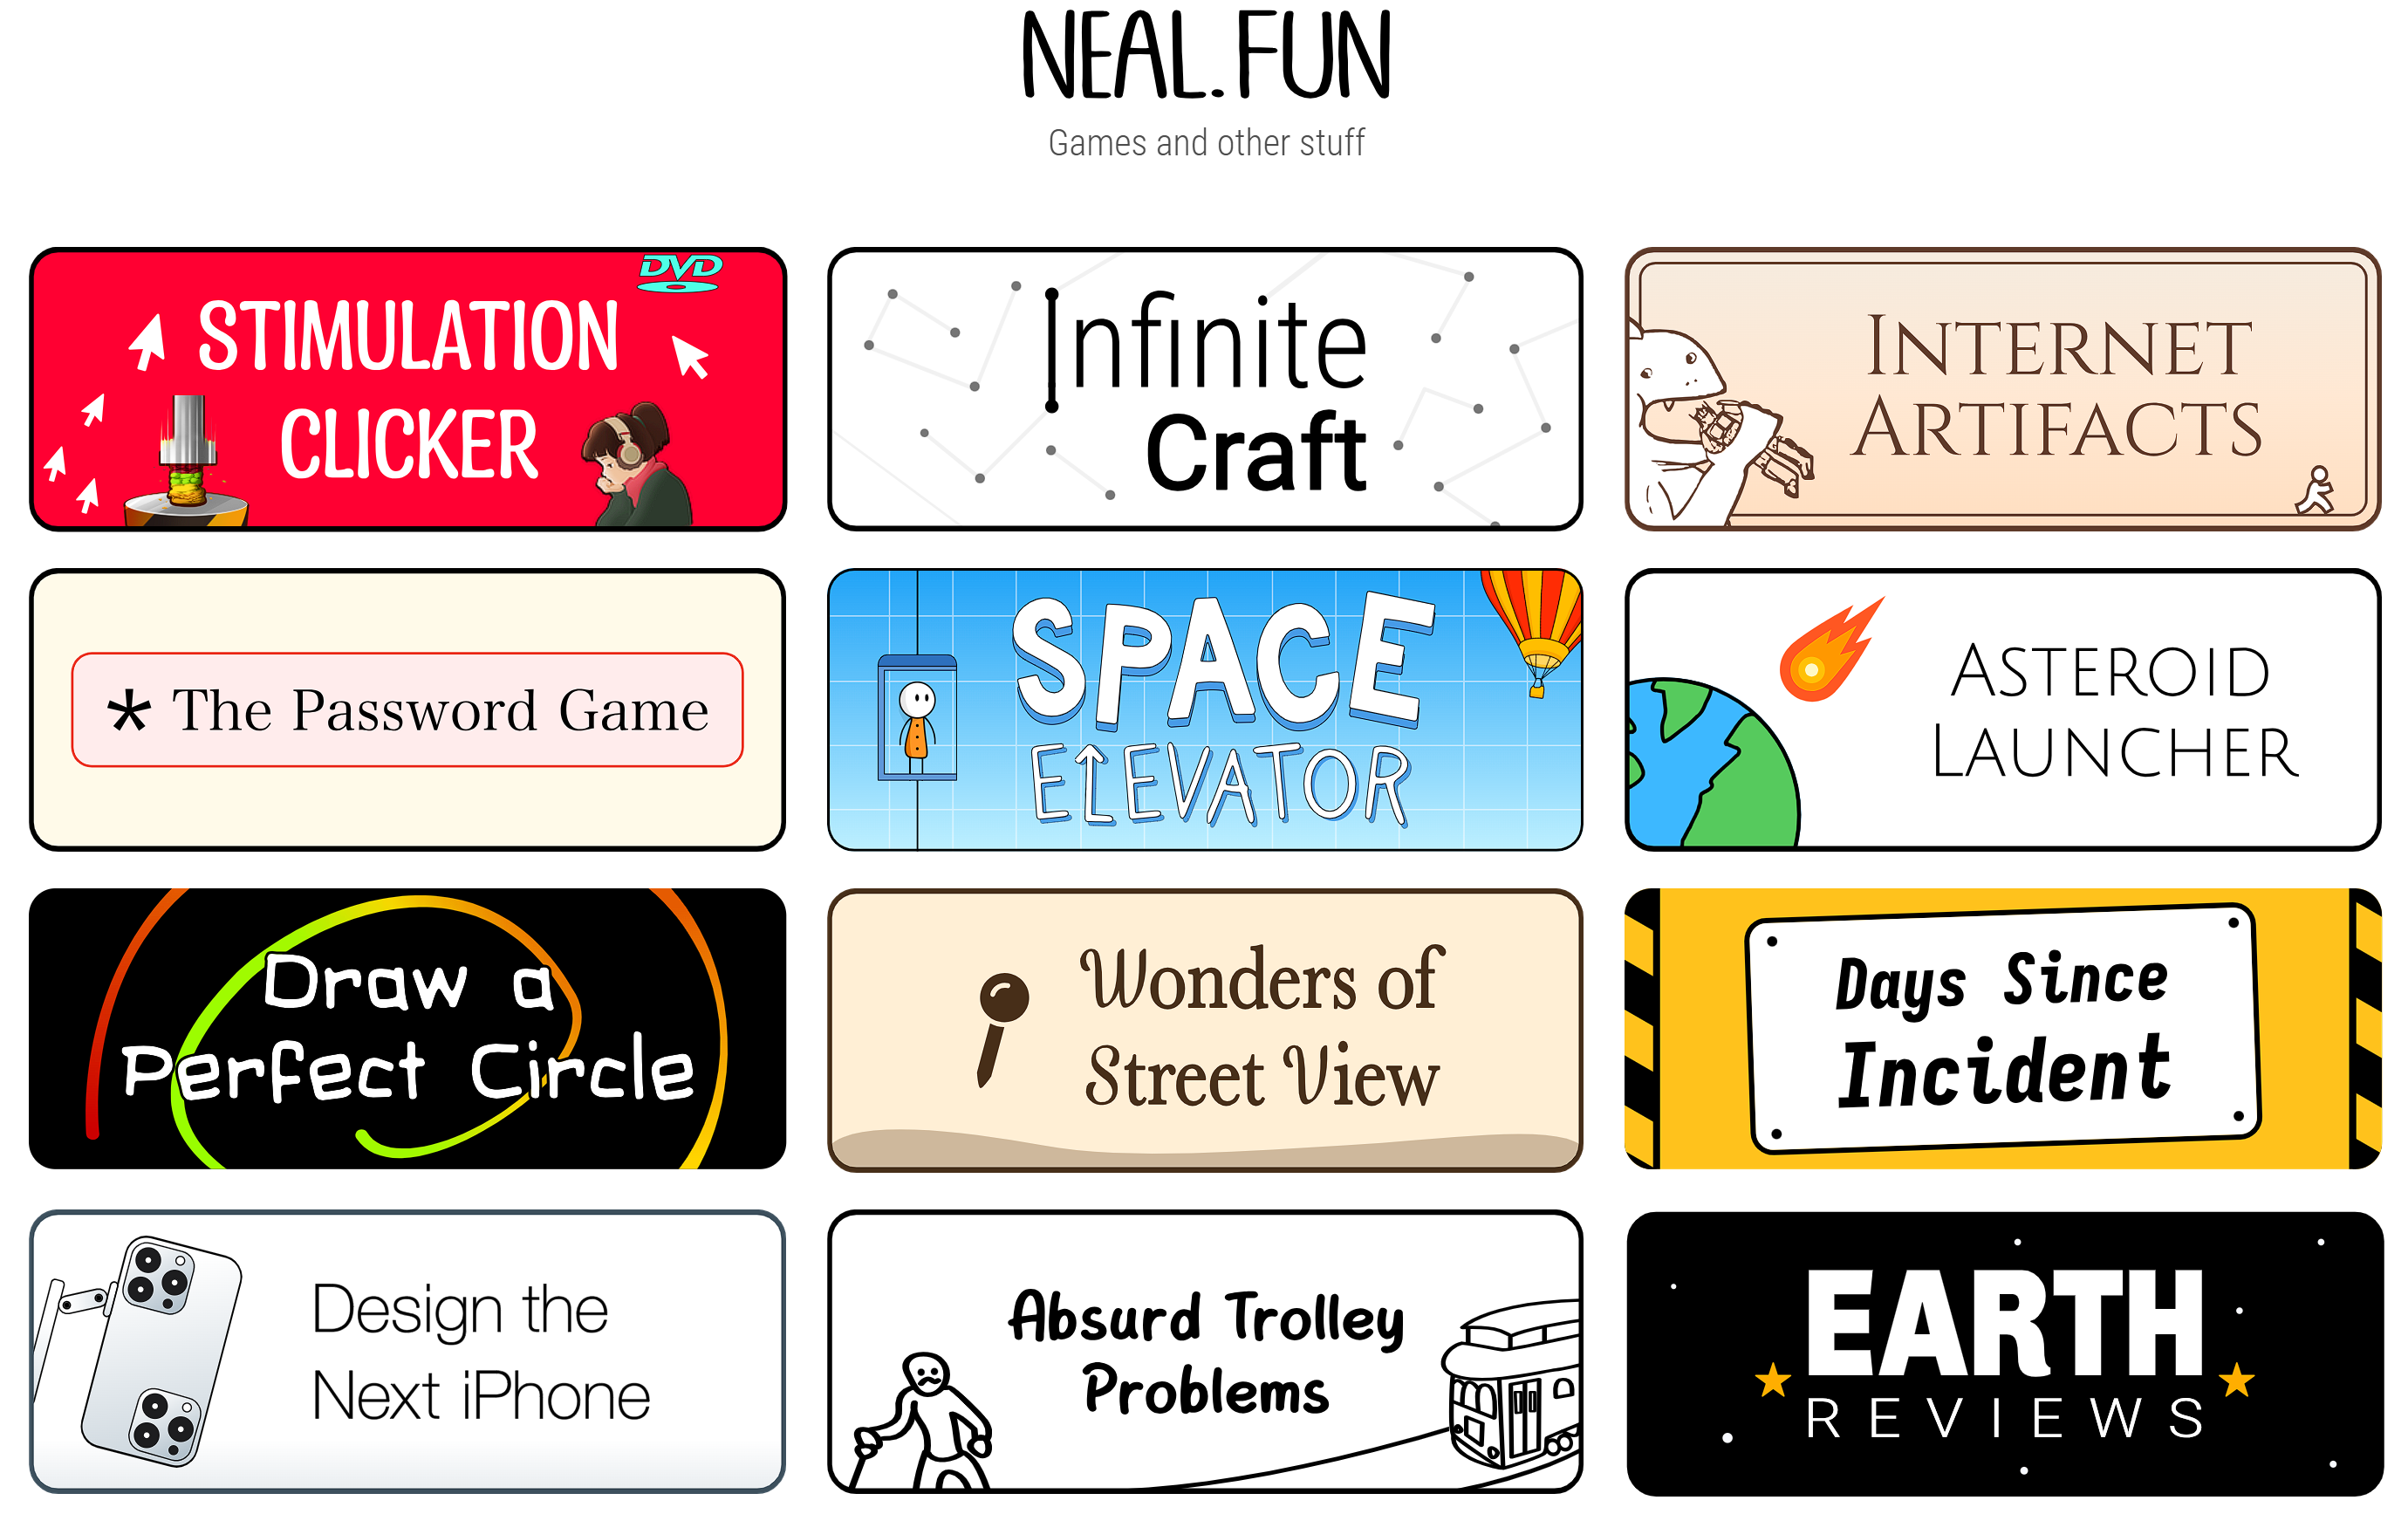 NEAL.FUN
Games and other stuff
DVD
STIMULATION
CLICKER
Infinite
Craft
INTERNET
ARTIFACTS
* The Password Game
SPACE
ELEVATOR
ASTEROID
LAUNCHER
Draw a
Perfect Circle
Wonders of
Street View
Days Since
Incident
Design the
Next iPhone
Absurd Trolley
Problems
EARTH
REVIEWS